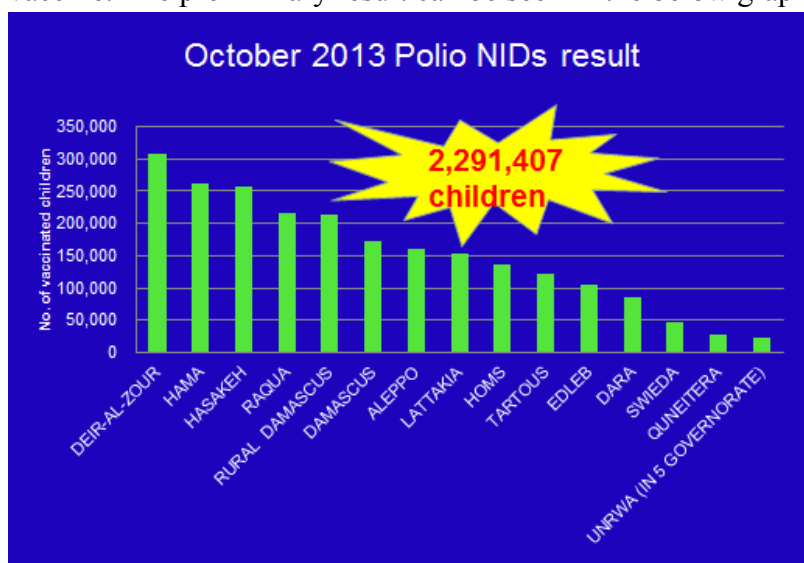 October 2013 Polio NIDs result
No. of vaccinated children
350,000
300,000
250,000
200,000
150,000
100,000
50,000
0
2,291,407
children
DEIR-AL-ZOUR
HAMA
HASAKEH
RAQUA
RURAL DAMASCUS
DAMASCUS
ALEPPO
LATTAKIA
HOMS
TARTOUS
EDLEB
DARA
SWIEDA
QUNEITERA
UNRWA (IN 5 GOVERNORATE)